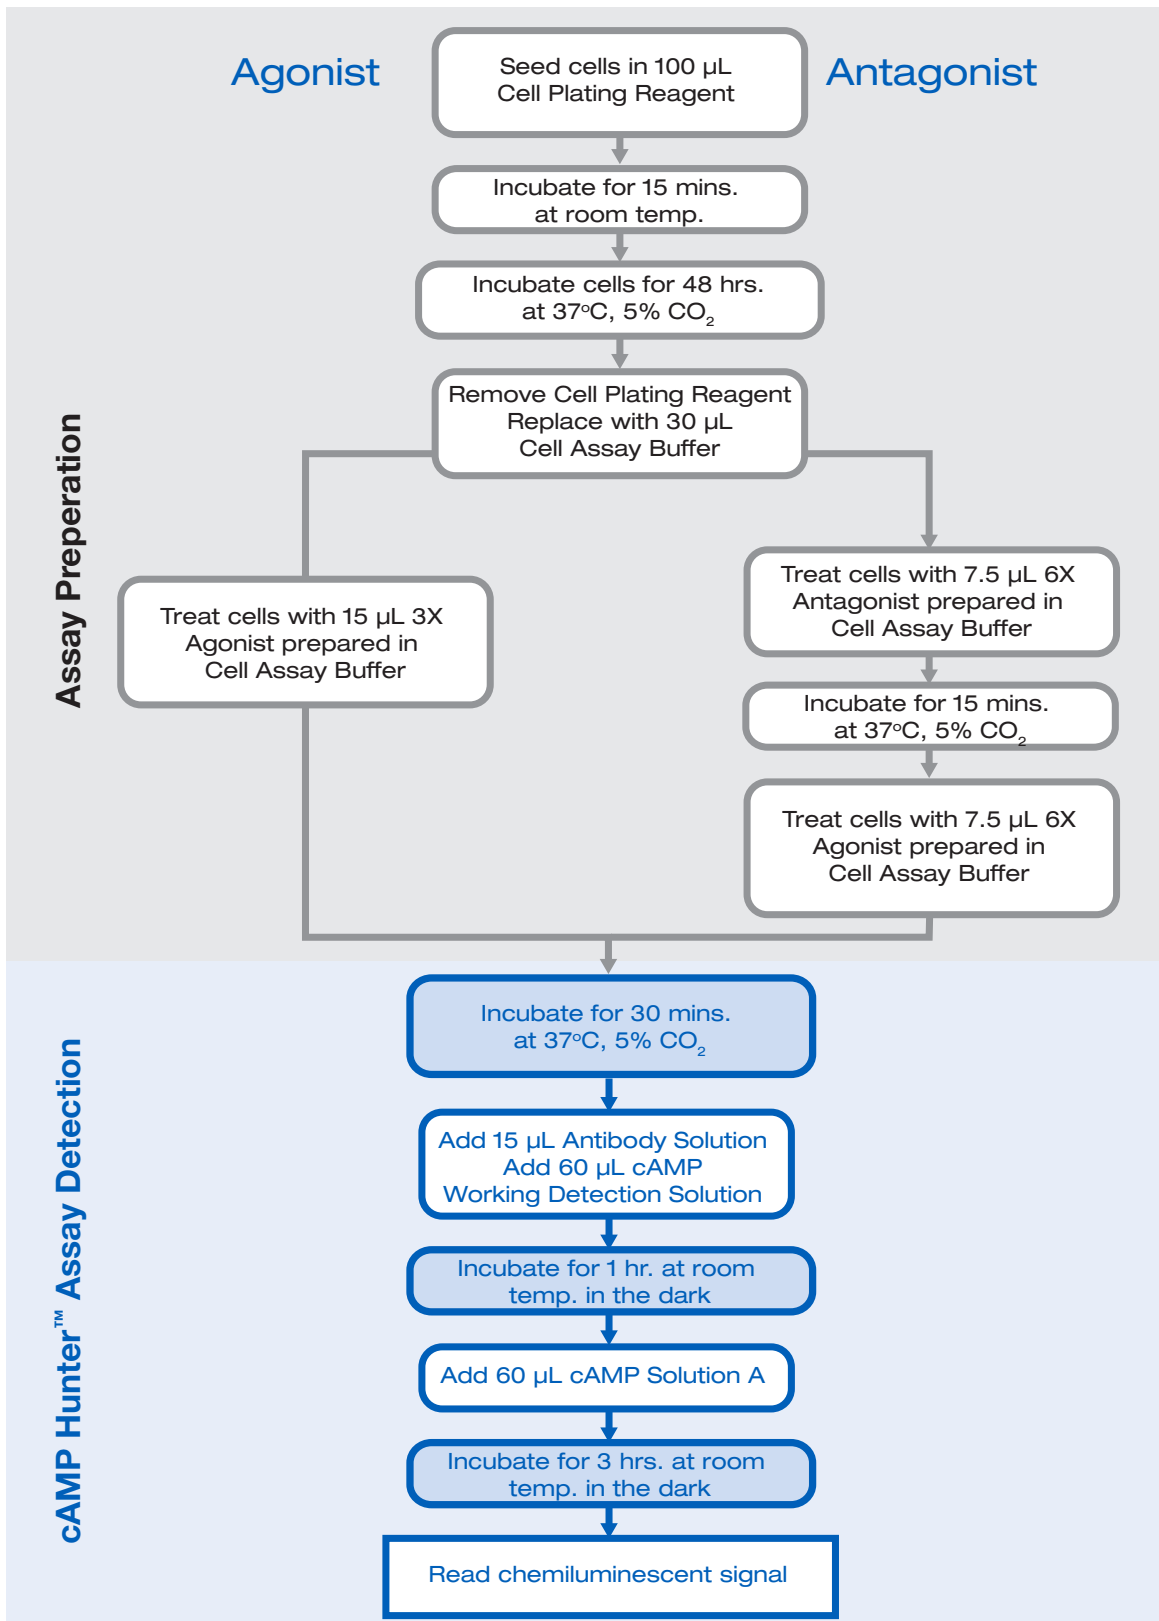 Agonist
Antagonist
Seed cells in 100 µL
Cell Plating Reagent
Incubate for 15 mins.
at room temp.
Incubate cells for 48 hrs.
at 37ºC, 5% CO₂
Remove Cell Plating Reagent
Replace with 30 µL
Cell Assay Buffer
Assay Preperation
Treat cells with 15 µL 3X
Agonist prepared in
Cell Assay Buffer
Treat cells with 7.5 µL 6X
Antagonist prepared in
Cell Assay Buffer
Incubate for 15 mins.
at 37ºC, 5% CO₂
Treat cells with 7.5 µL 6X
Agonist prepared in
Cell Assay Buffer
cAMP Hunter™ Assay Detection
Incubate for 30 mins.
at 37ºC, 5% CO₂
Add 15 µL Antibody Solution
Add 60 µL cAMP
Working Detection Solution
Incubate for 1 hr. at room
temp. in the dark
Add 60 µL cAMP Solution A
Incubate for 3 hrs. at room
temp. in the dark
Read chemiluminescent signal